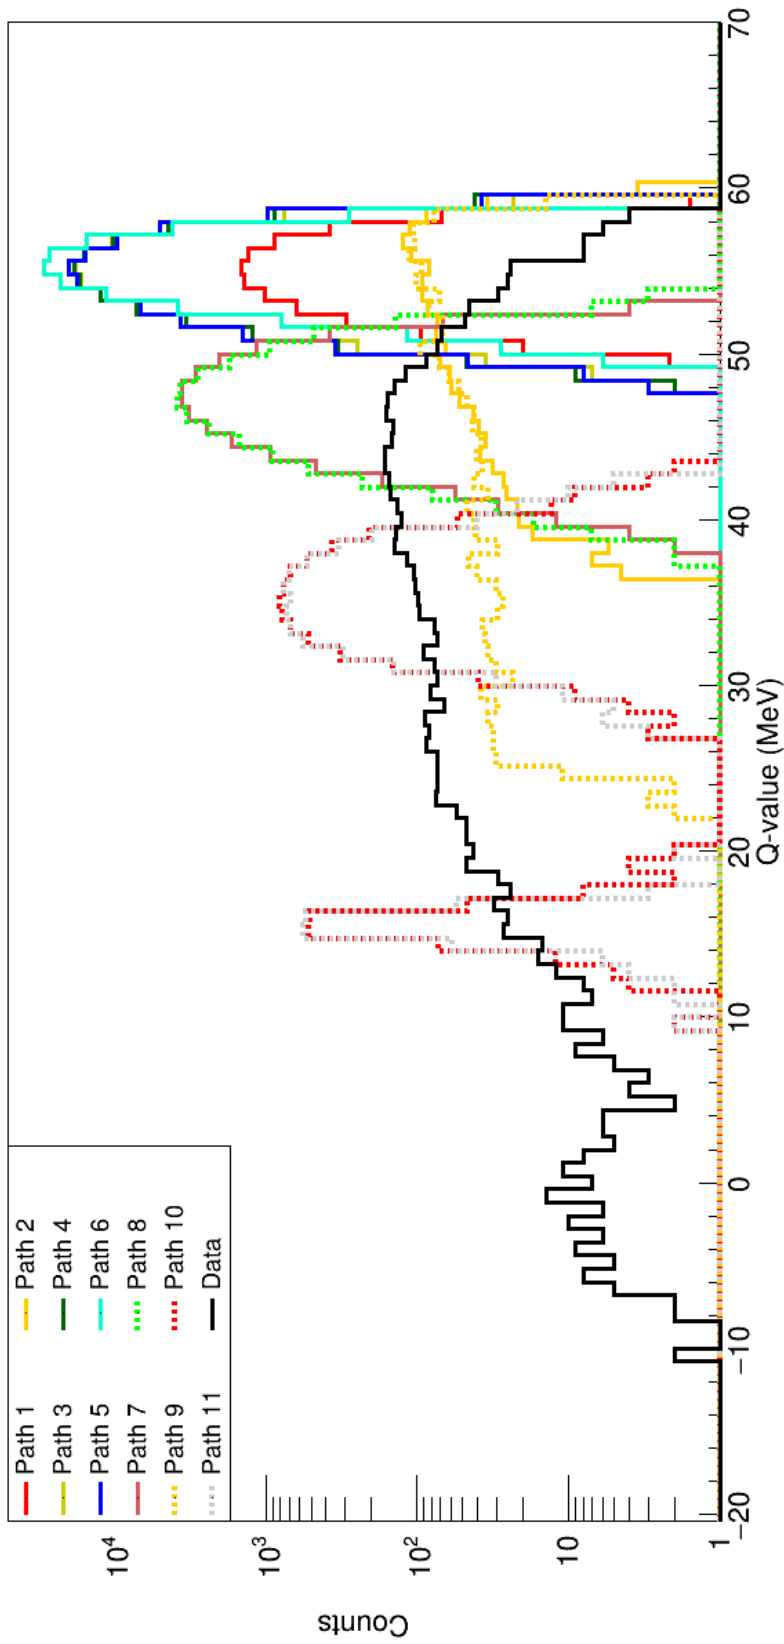 Path 1 Path 2
Path 3 Path 4
Path 5 Path 6
Path 7 Path 8
Path 9 Path 10
Path 11 Data
Counts
10⁴
10³
10²
10
1
−20 −10 0 10 20 30 40 50 60 70
Q-value (MeV)